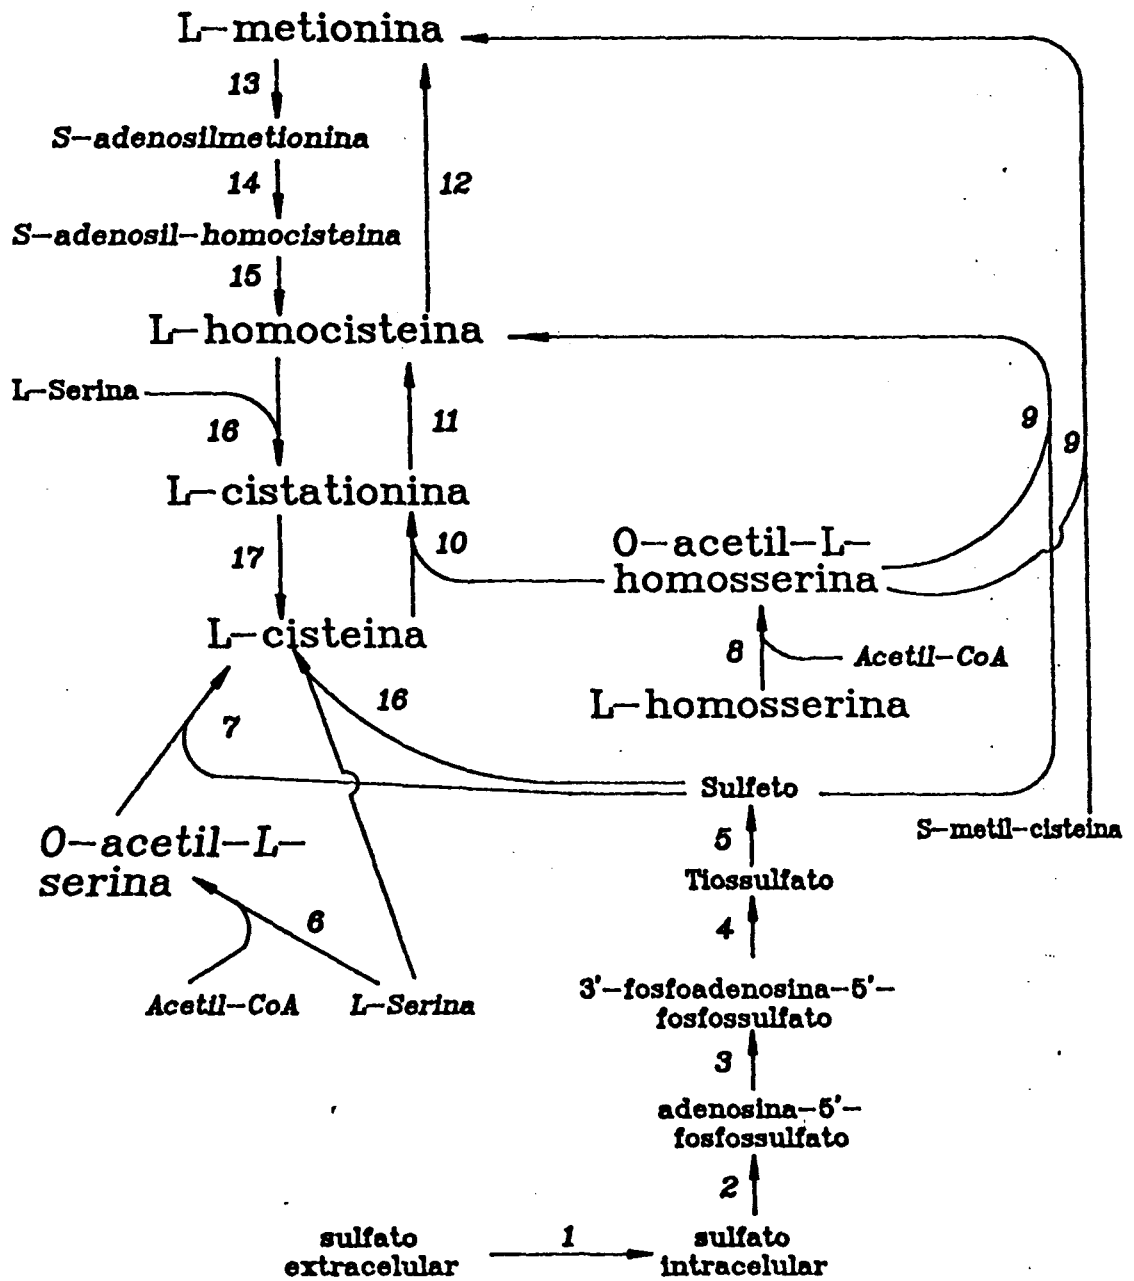 L-metionina
13
S-adenosilmetionina
14
12
S-adenosil-homocisteina
15
L-homocisteina
L-Serina
16
11
9
9
L-cistationina
17
10
O-acetil-L-
homosserina
L-cisteina
8
Acetil-CoA
16
L-homosserina
7
Sulfeto
S-metil-cisteina
5
O-acetil-L-
serina
Tiossulfato
6
4
Acetil-CoA
L-Serina
3'-fosfoadenosina-5'-
fosfossulfato
3
adenosina-5'-
fosfossulfato
2
sulfato
extracelular
1
sulfato
intracelular